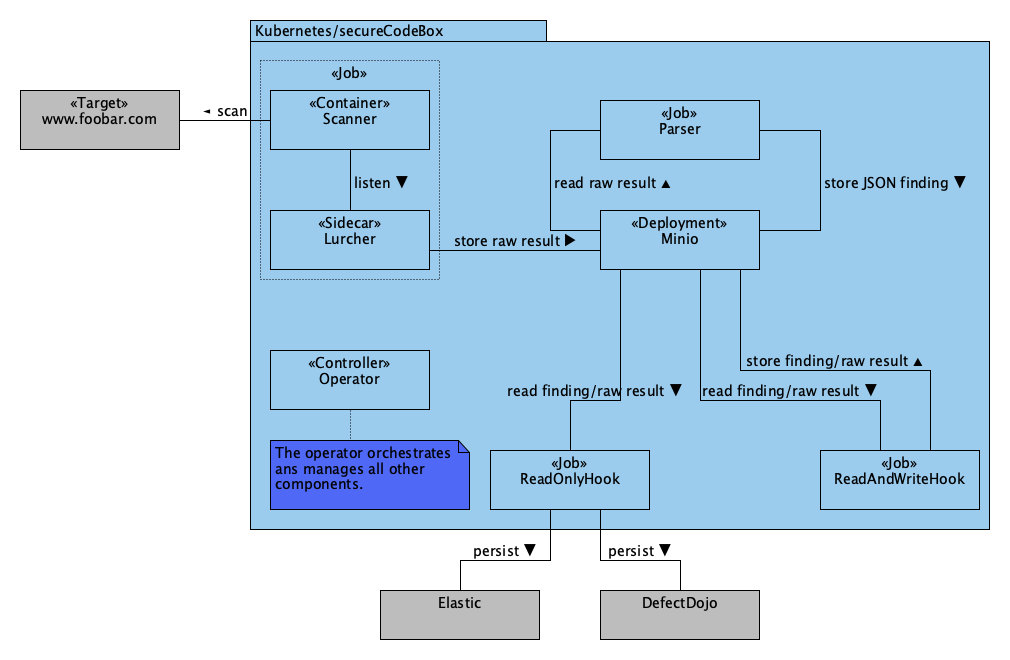 Kubernetes/secureCodeBox
«Job»
«Target»
www.foobar.com
◄ scan
«Container»
Scanner
«Job»
Parser
listen ▼
read raw result ▲
store JSON finding ▼
«Sidecar»
Lurcher
store raw result ▶
«Deployment»
Minio
«Controller»
Operator
store finding/raw result ▲
read finding/raw result ▼
read finding/raw result ▼
The operator orchestrates
ans manages all other
components.
«Job»
ReadOnlyHook
«Job»
ReadAndWriteHook
persist ▼
persist ▼
Elastic
DefectDojo